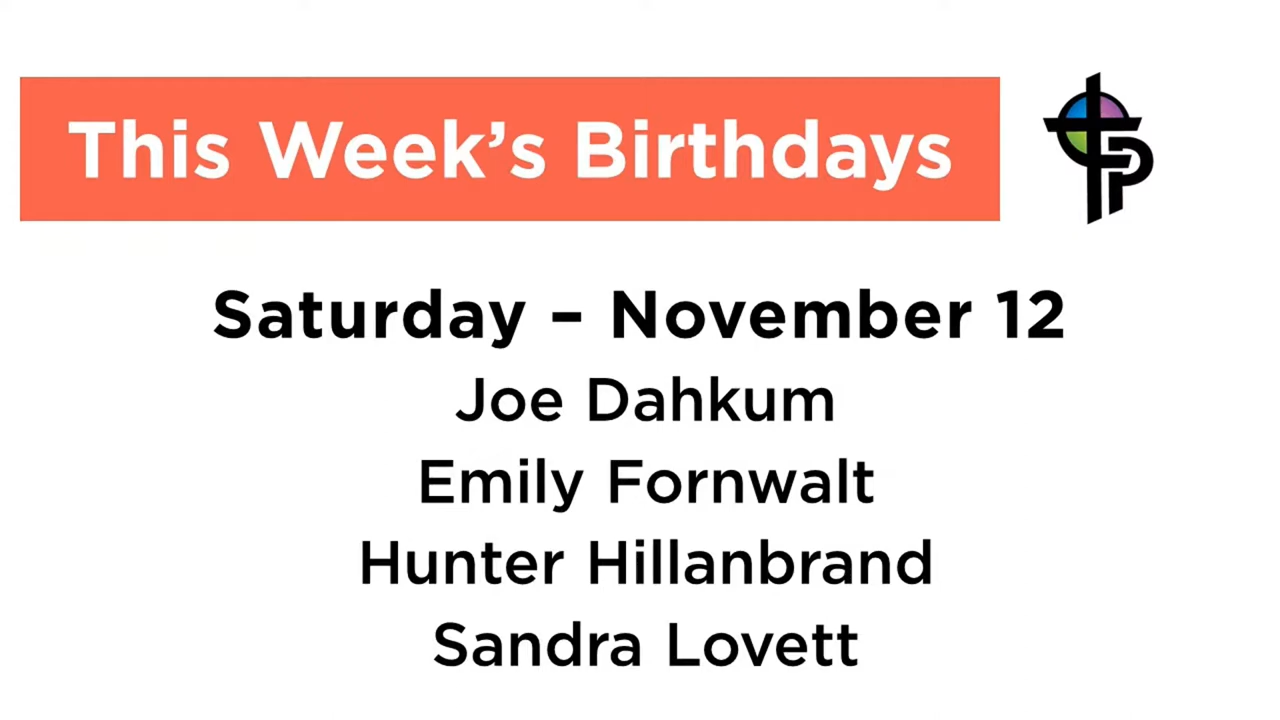 This Week’s Birthdays
Saturday – November 12
Joe Dahkum
Emily Fornwalt
Hunter Hillanbrand
Sandra Lovett